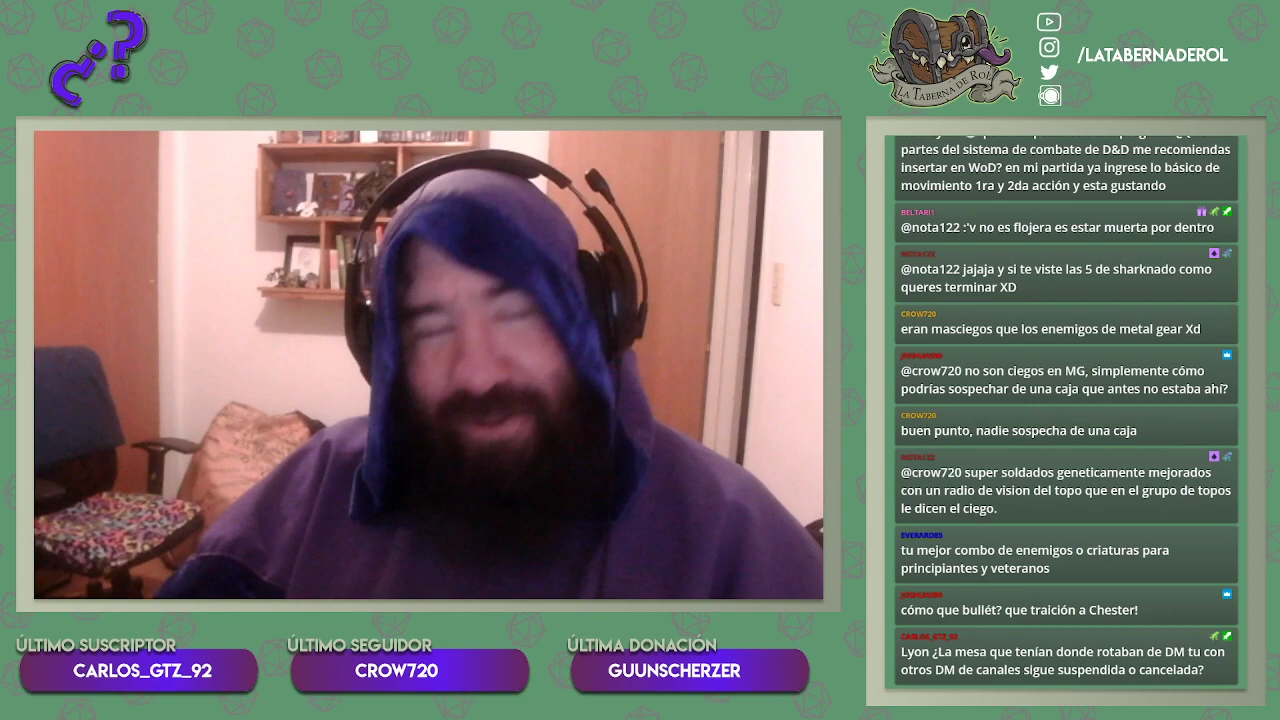 ¿?
LA TABERNA DE ROL
/LATABERNADEROL
partes del sistema de combate de D&D me recomiendas
insertar en WoD? en mi partida ya ingrese lo básico de
movimiento 1ra y 2da acción y esta gustando
BELTARI1
@nota122 :'v no es flojera es estar muerta por dentro
NOTA122
@nota122 jajaja y si te viste las 5 de sharknado como
queres terminar XD
CROW720
eran masciegos que los enemigos de metal gear Xd
@crow720 no son ciegos en MG, simplemente cómo
podrías sospechar de una caja que antes no estaba ahí?
CROW720
buen punto, nadie sospecha de una caja
NOTA122
@crow720 super soldados geneticamente mejorados
con un radio de vision del topo que en el grupo de topos
le dicen el ciego.
EVERARD85
tu mejor combo de enemigos o criaturas para
principiantes y veteranos
cómo que bullét? que traición a Chester!
CARLOS_GTZ_92
Lyon ¿La mesa que tenían donde rotaban de DM tu con
otros DM de canales sigue suspendida o cancelada?
ÚLTIMO SUSCRIPTOR
CARLOS_GTZ_92
ÚLTIMO SEGUIDOR
CROW720
ÚLTIMA DONACIÓN
GUUNSCHERZER